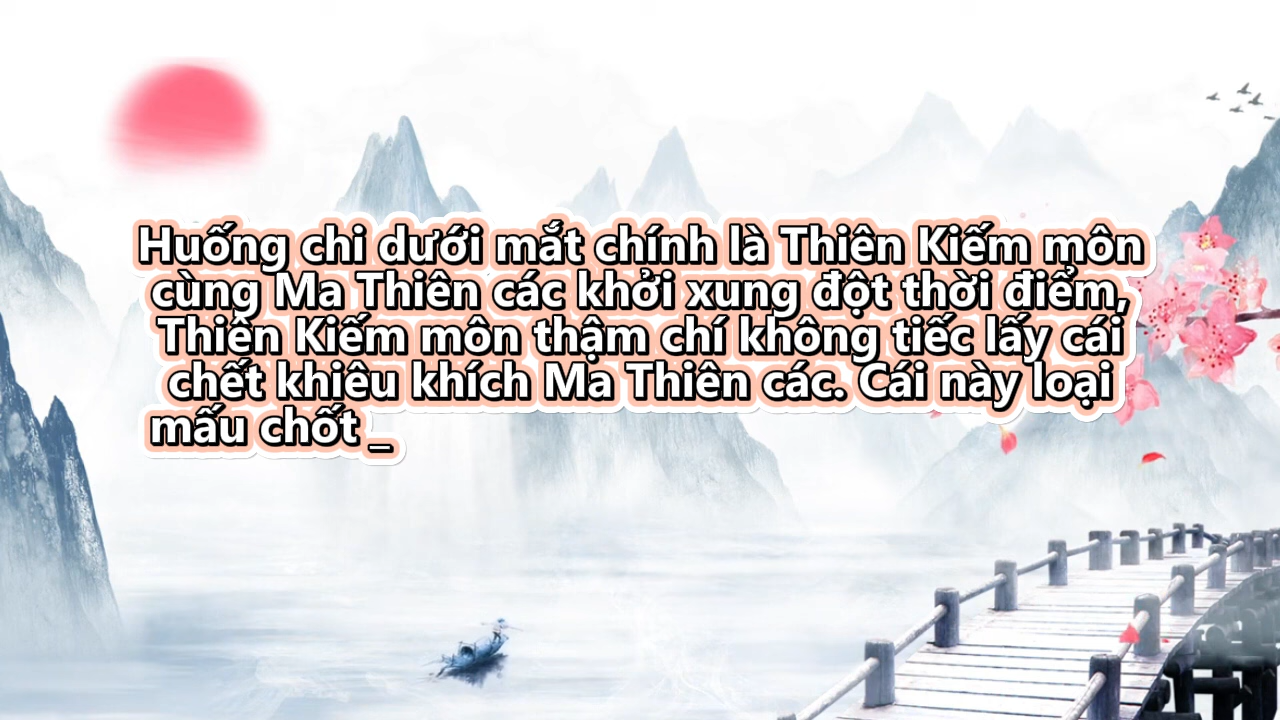 Huống chi dưới mắt chính là Thiên Kiếm môn
cùng Ma Thiên các khởi xung đột thời điểm,
Thiên Kiếm môn thậm chí không tiếc lấy cái
chết khiêu khích Ma Thiên các. Cái này loại
mấu chốt _